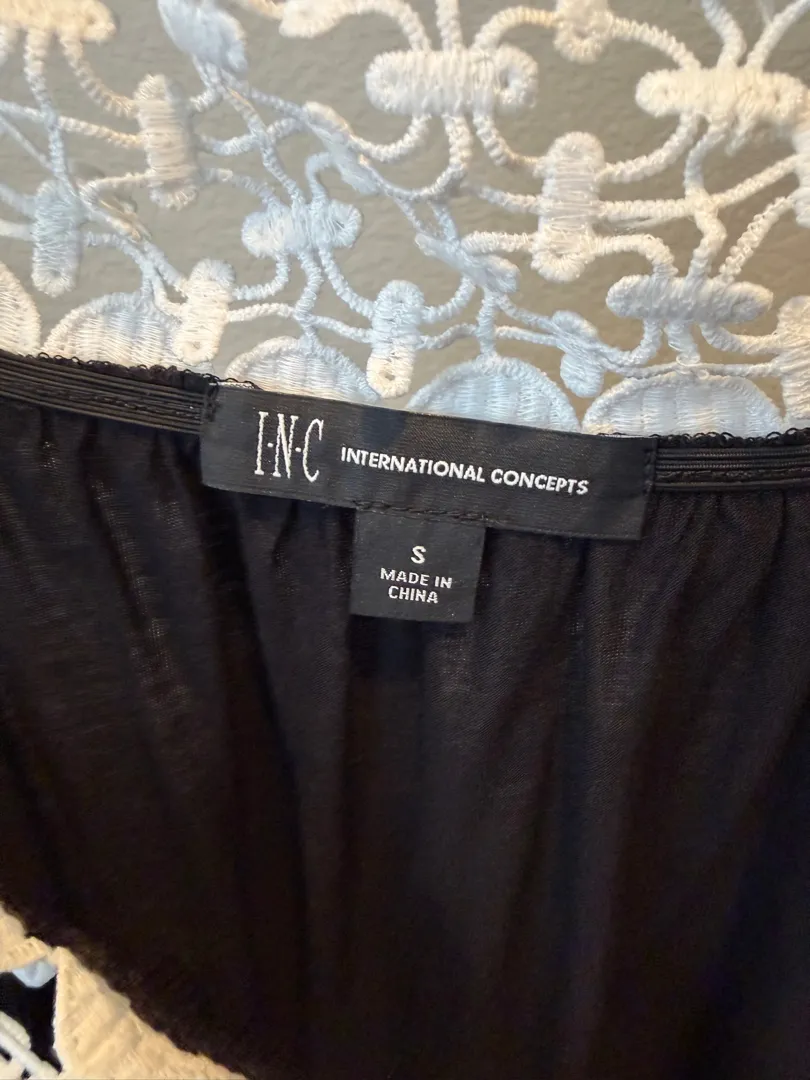 I·N·C INTERNATIONAL CONCEPTS
S
MADE IN
CHINA